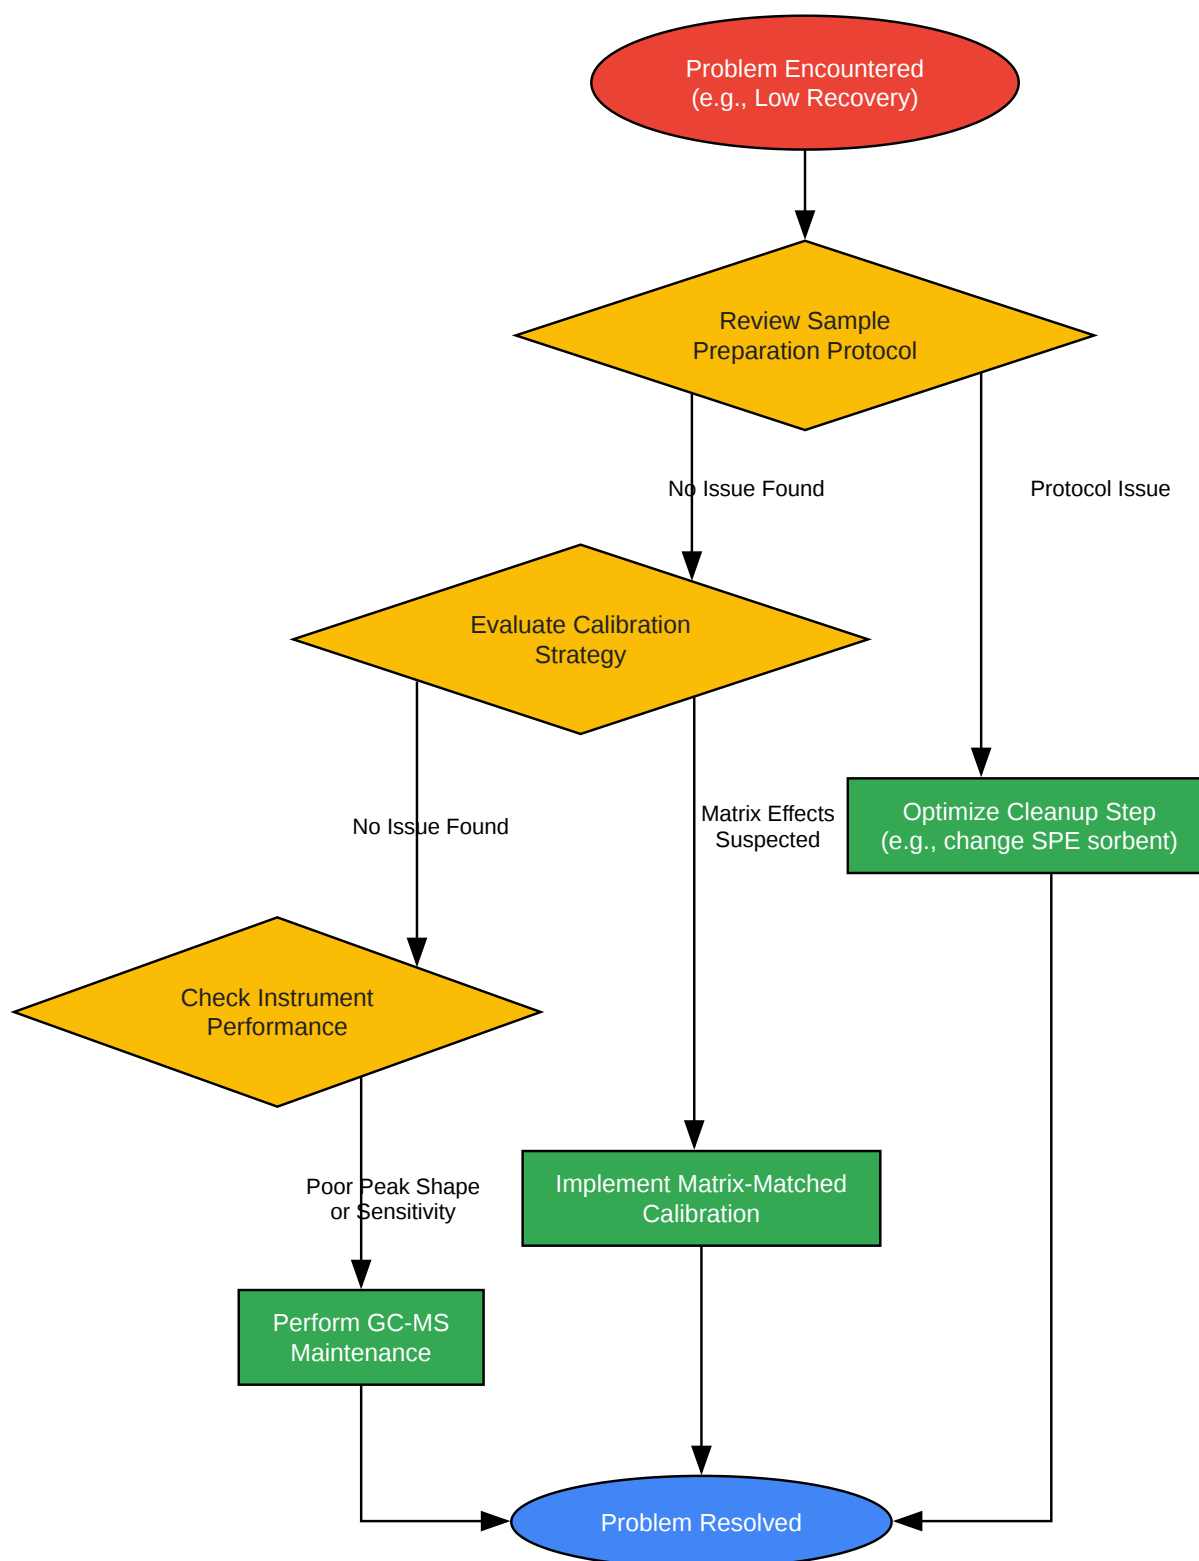 Problem Encountered
(e.g., Low Recovery)
Review Sample
Preparation Protocol
No Issue Found
Protocol Issue
Evaluate Calibration
Strategy
No Issue Found
Matrix Effects
Suspected
Optimize Cleanup Step
(e.g., change SPE sorbent)
Check Instrument
Performance
Poor Peak Shape
or Sensitivity
Implement Matrix-Matched
Calibration
Perform GC-MS
Maintenance
Problem Resolved